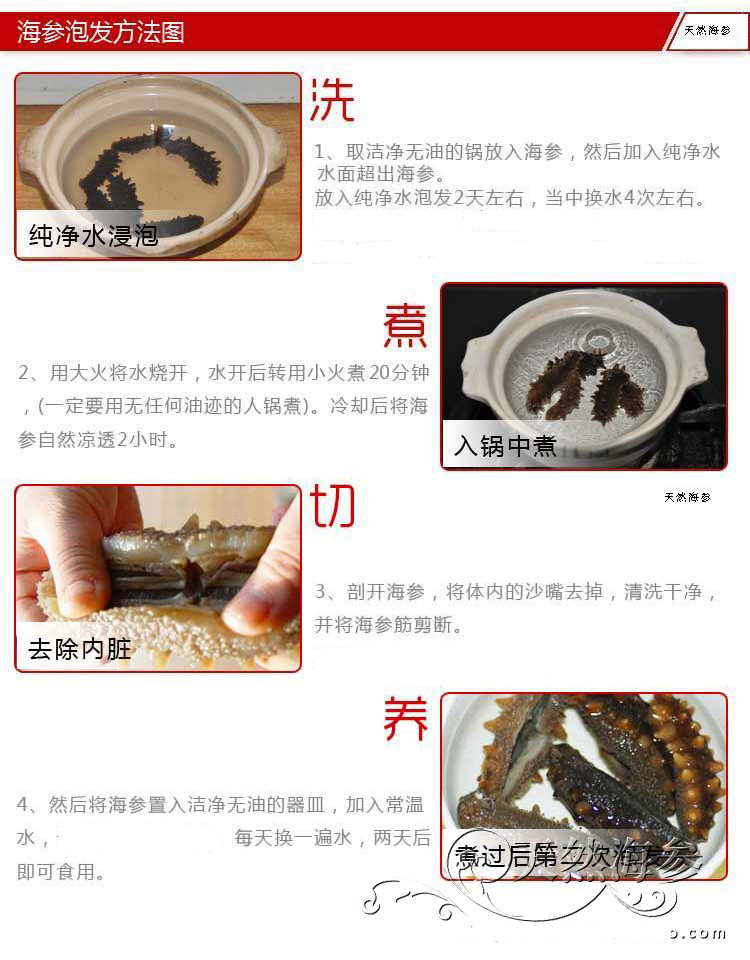 海参泡发方法图
天然海参
洗
1、取洁净无油的锅放入海参，然后加入纯净水
水面超出海参。
放入纯净水泡发2天左右，当中换水4次左右。
纯净水浸泡
煮
2、用大火将水烧开，水开后转用小火煮20分钟
，(一定要用无任何油迹的人锅煮)。冷却后将海
参自然凉透2小时。
入锅中煮
切
天然海参
3、剖开海参，将体内的沙嘴去掉，清洗干净，
并将海参筋剪断。
去除内脏
养
4、然后将海参置入洁净无油的器皿，加入常温
水， 每天换一遍水，两天后
即可食用。
煮过后第二次泡发
天然海参
.com